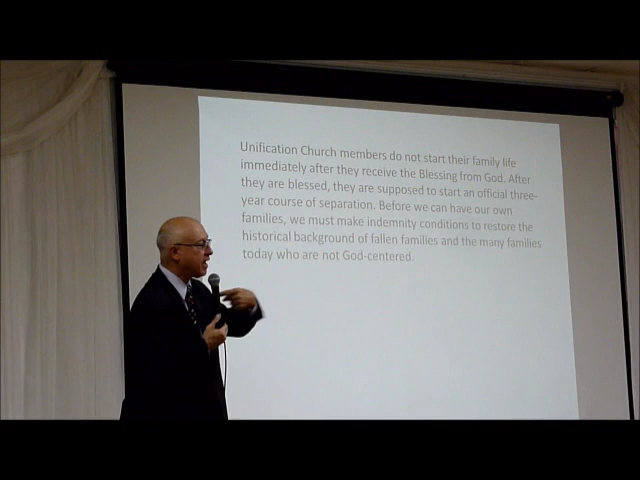 Unification Church members do not start their family life
immediately after they receive the Blessing from God. After
they are blessed, they are supposed to start an official three-
year course of separation. Before we can have our own
families, we must make indemnity conditions to restore the
historical background of fallen families and the many families
today who are not God-centered.